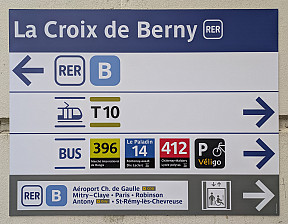 La Croix de Berny RER
RER B
T10
BUS 396 Le Paladin 14 412 P Véligo
RER B Aéroport Ch. de Gaulle
Mitry–Claye • Paris • Robinson
Antony • St-Rémy-lès-Chevreuse